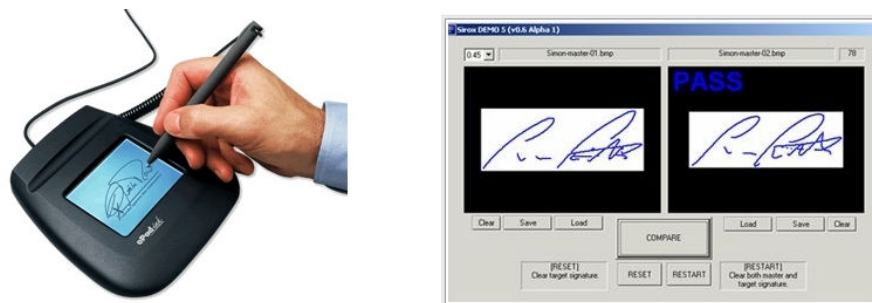 ePadink
Sirox DEMO 5 (v0.6 Alpha 1)
0.45 Simon-master-01.bmp Simon-master-02.bmp 78
PASS
Clear Save Load Load Save Clear
COMPARE
[RESET]
Clear target signature.
RESET RESTART
[RESTART]
Clear both master and
target signature.